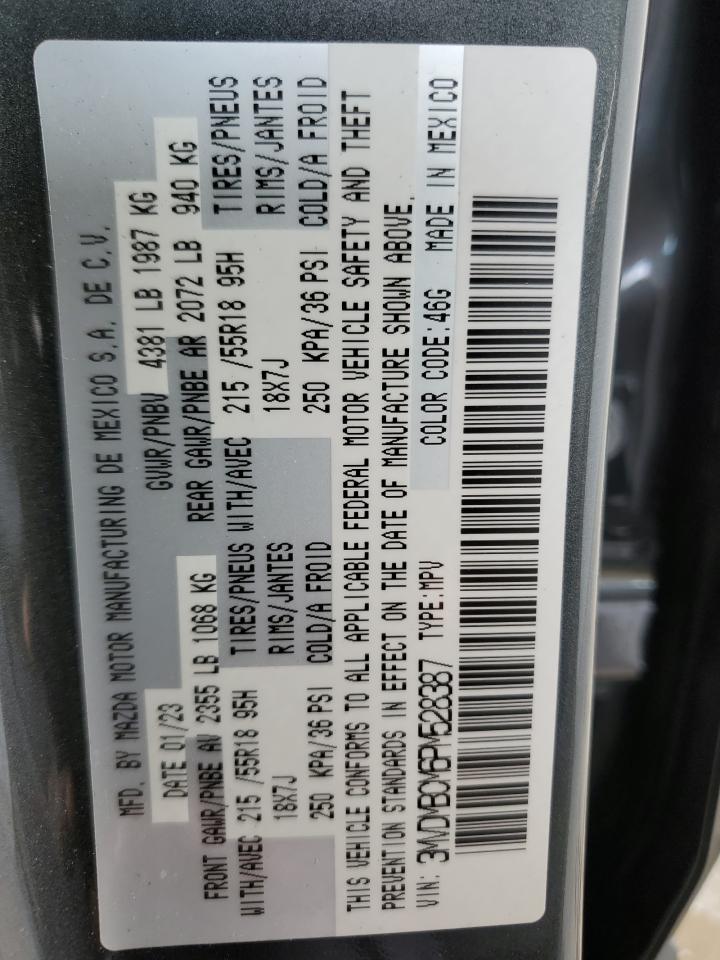 MFD. BY MAZDA MOTOR MANUFACTURING DE MEXICO S.A. DE C.V.
DATE 01/23 GVWR/PNBV 4381 LB 1987 KG
FRONT GAWR/PNBE AV 2355 LB 1068 KG REAR GAWR/PNBE AR 2072 LB 940 KG
WITH/AVEC 215 /55R18 95H TIRES/PNEUS WITH/AVEC 215 /55R18 95H TIRES/PNEUS
18X7J RIMS/JANTES 18X7J RIMS/JANTES
250 KPA/36 PSI COLD/A FROID 250 KPA/36 PSI COLD/A FROID
THIS VEHICLE CONFORMS TO ALL APPLICABLE FEDERAL MOTOR VEHICLE SAFETY AND THEFT
PREVENTION STANDARDS IN EFFECT ON THE DATE OF MANUFACTURE SHOWN ABOVE.
VIN: 3MVDMBCM6PM528387 TYPE:MPV COLOR CODE:46G MADE IN MEXICO